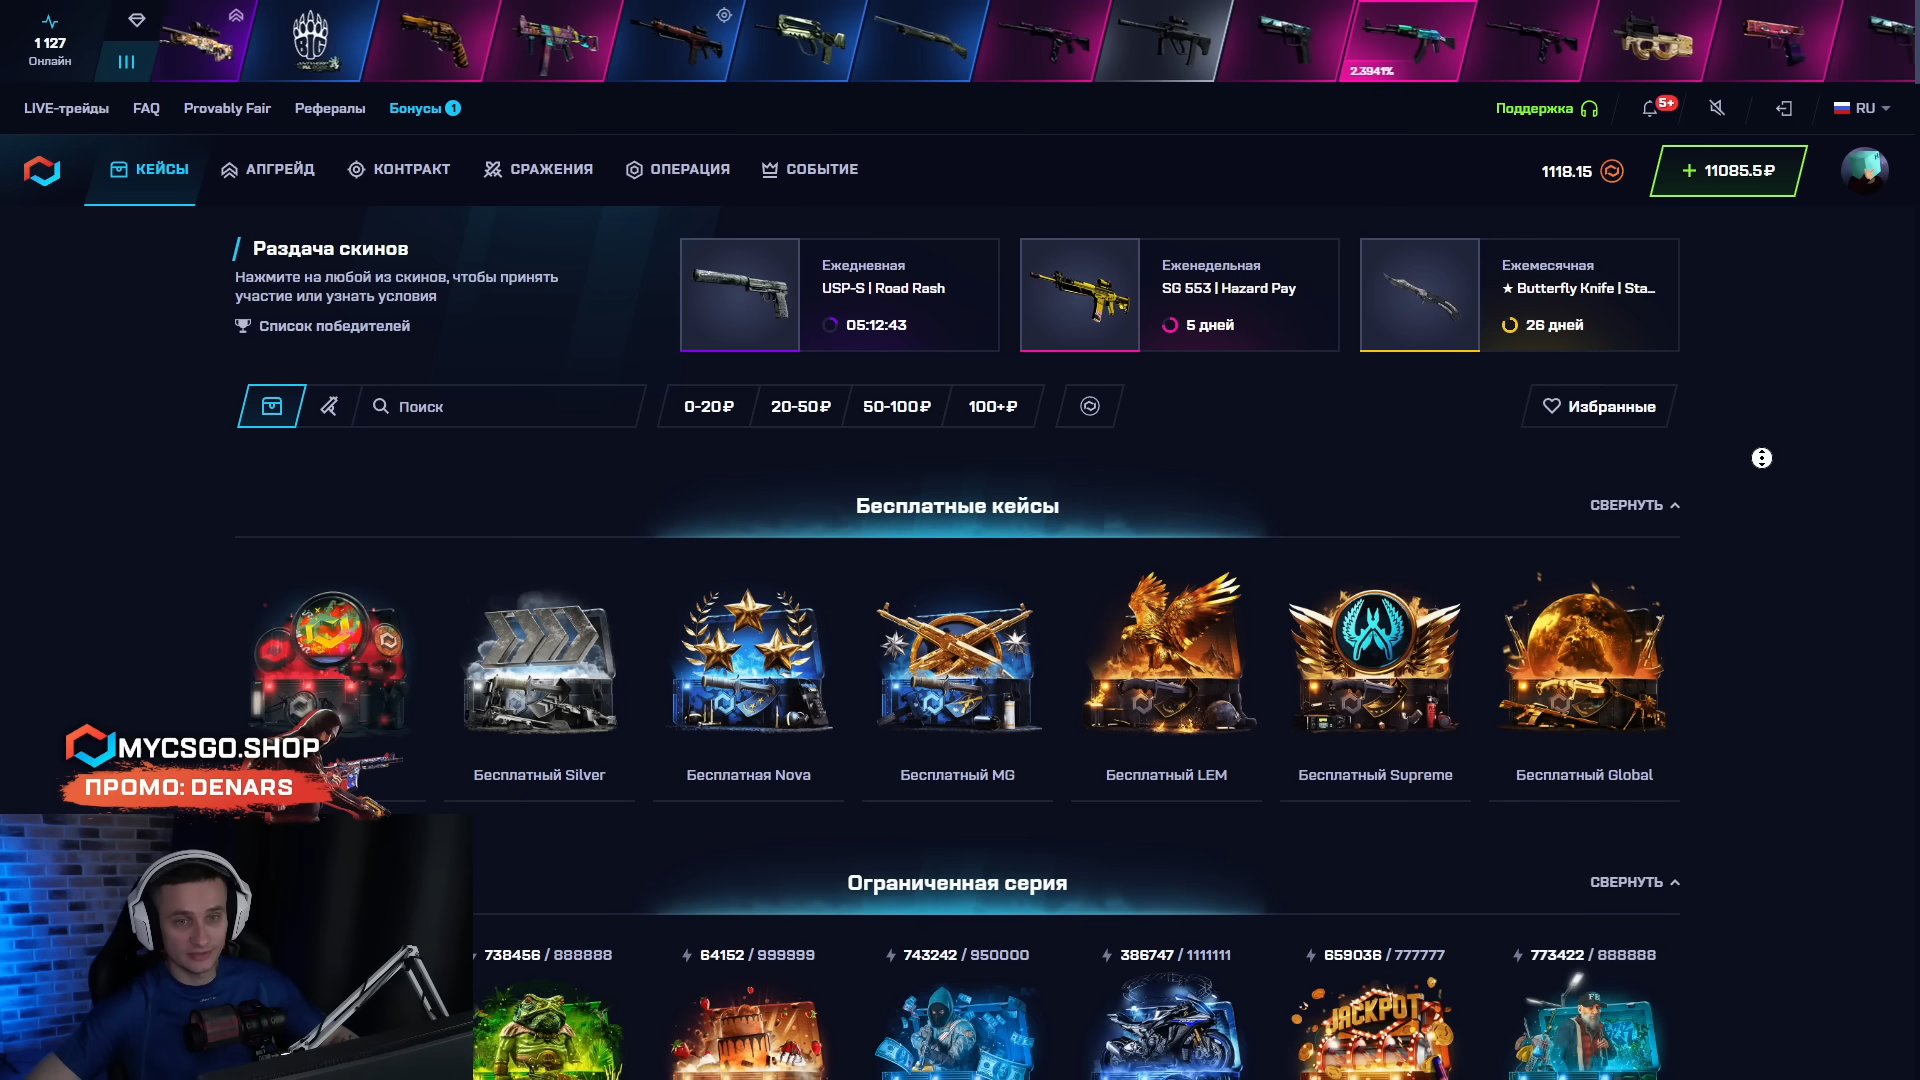 1 127
Онлайн
2.3941%
LIVE-трейды
FAQ
Provably Fair
Рефералы
Бонусы 1
Поддержка
5+
RU
КЕЙСЫ
АПГРЕЙД
КОНТРАКТ
СРАЖЕНИЯ
ОПЕРАЦИЯ
СОБЫТИЕ
1118.15
+ 11085.5₽
Раздача скинов
Нажмите на любой из скинов, чтобы принять
участие или узнать условия
Список победителей
Ежедневная
USP-S | Road Rash
05:12:43
Еженедельная
SG 553 | Hazard Pay
5 дней
Ежемесячная
★ Butterfly Knife | Sta...
26 дней
Поиск
0-20₽
20-50₽
50-100₽
100+₽
Избранные
Бесплатные кейсы
СВЕРНУТЬ
Бесплатный Silver
Бесплатная Nova
Бесплатный MG
Бесплатный LEM
Бесплатный Supreme
Бесплатный Global
MYCSGO.SHOP
ПРОМО: DENARS
Ограниченная серия
СВЕРНУТЬ
738456 / 888888
64152 / 999999
743242 / 950000
386747 / 1111111
659036 / 777777
773422 / 888888
BIG
JACKPOT